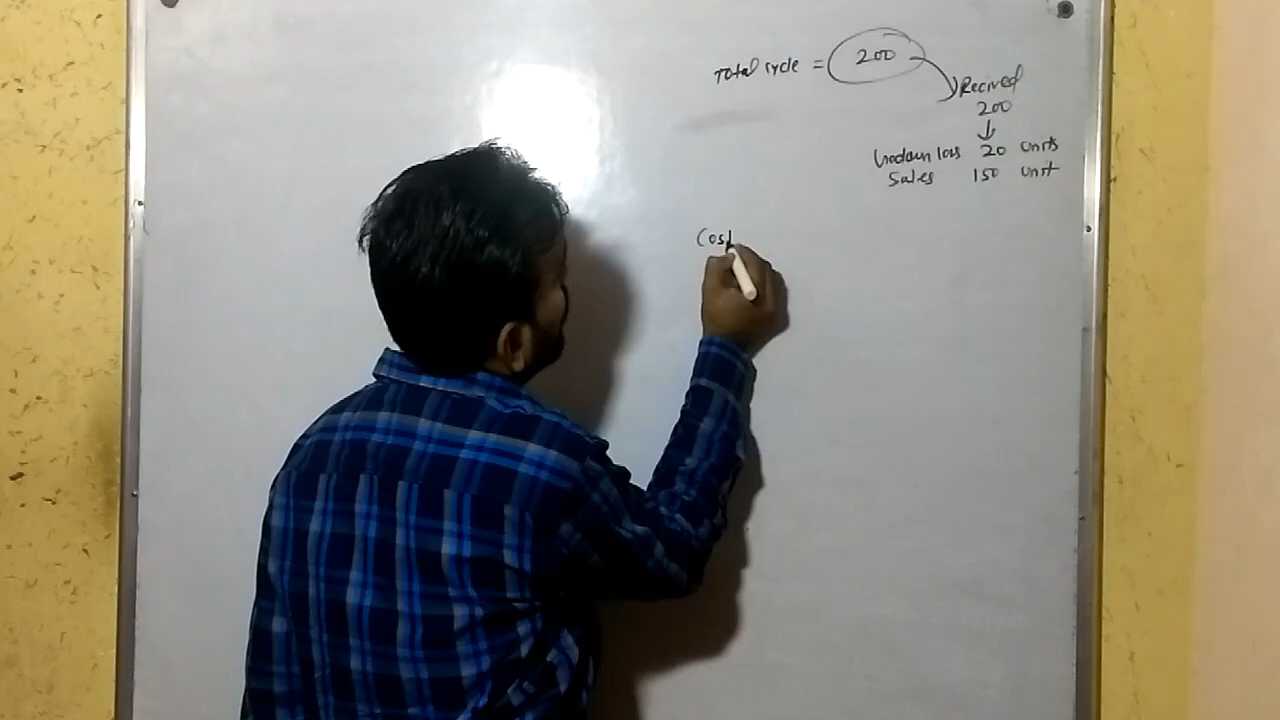 Total cycle = 200
Recived
200
↓
Godown loss 20 units
Sales 150 unit
Cost